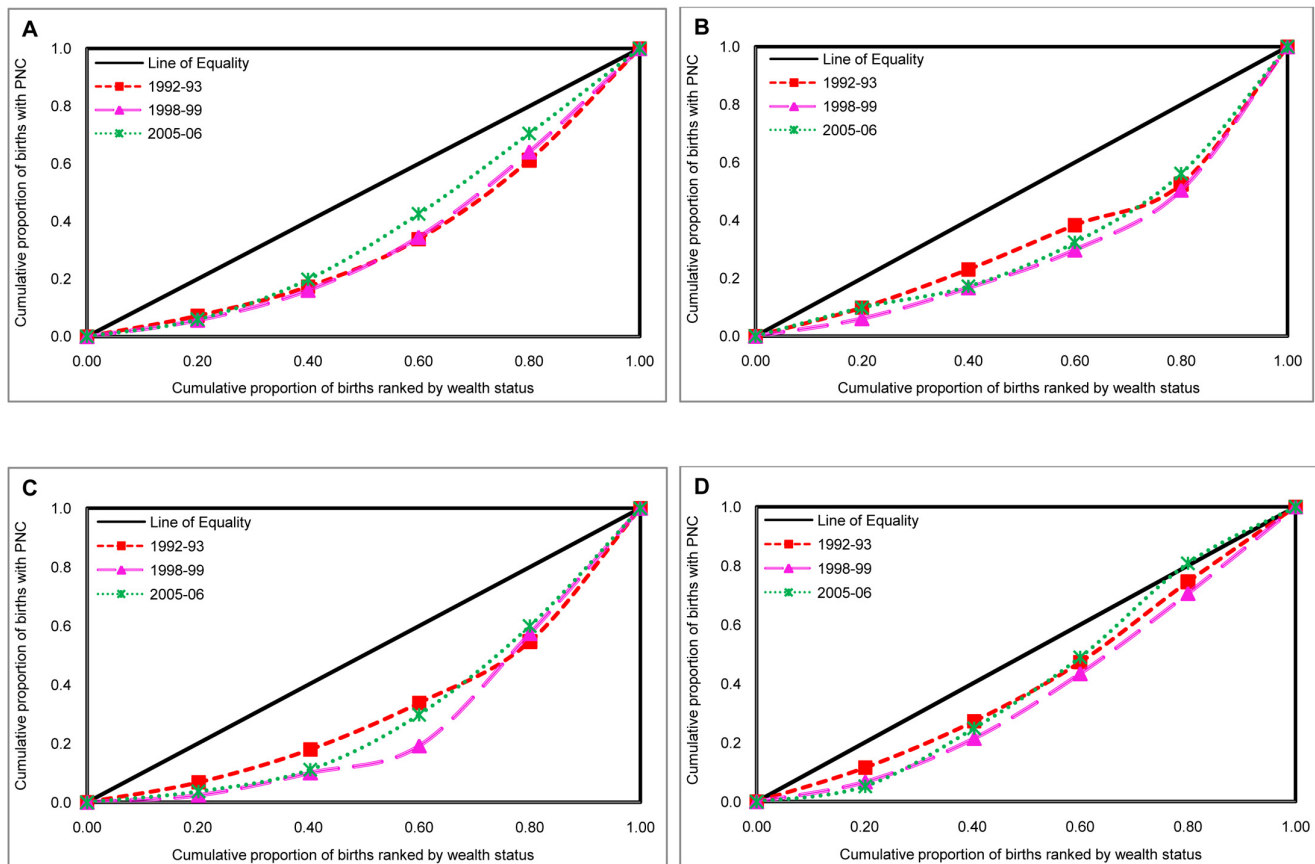 A
Line of Equality
1992-93
1998-99
2005-06
1.0
0.8
0.6
0.4
0.2
0.0
0.00 0.20 0.40 0.60 0.80 1.00
Cumulative proportion of births with PNC
Cumulative proportion of births ranked by wealth status
B
Line of Equality
1992-93
1998-99
2005-06
1.0
0.8
0.6
0.4
0.2
0.0
0.00 0.20 0.40 0.60 0.80 1.00
Cumulative proportion of births with PNC
Cumulative proportion of births ranked by wealth status
C
Line of Equality
1992-93
1998-99
2005-06
1.0
0.8
0.6
0.4
0.2
0.0
0.00 0.20 0.40 0.60 0.80 1.00
Cumulative proportion of births with PNC
Cumulative proportion of births ranked by wealth status
D
Line of Equality
1992-93
1998-99
2005-06
1.0
0.8
0.6
0.4
0.2
0.0
0.00 0.20 0.40 0.60 0.80 1.00
Cumulative proportion of births with PNC
Cumulative proportion of births ranked by wealth status